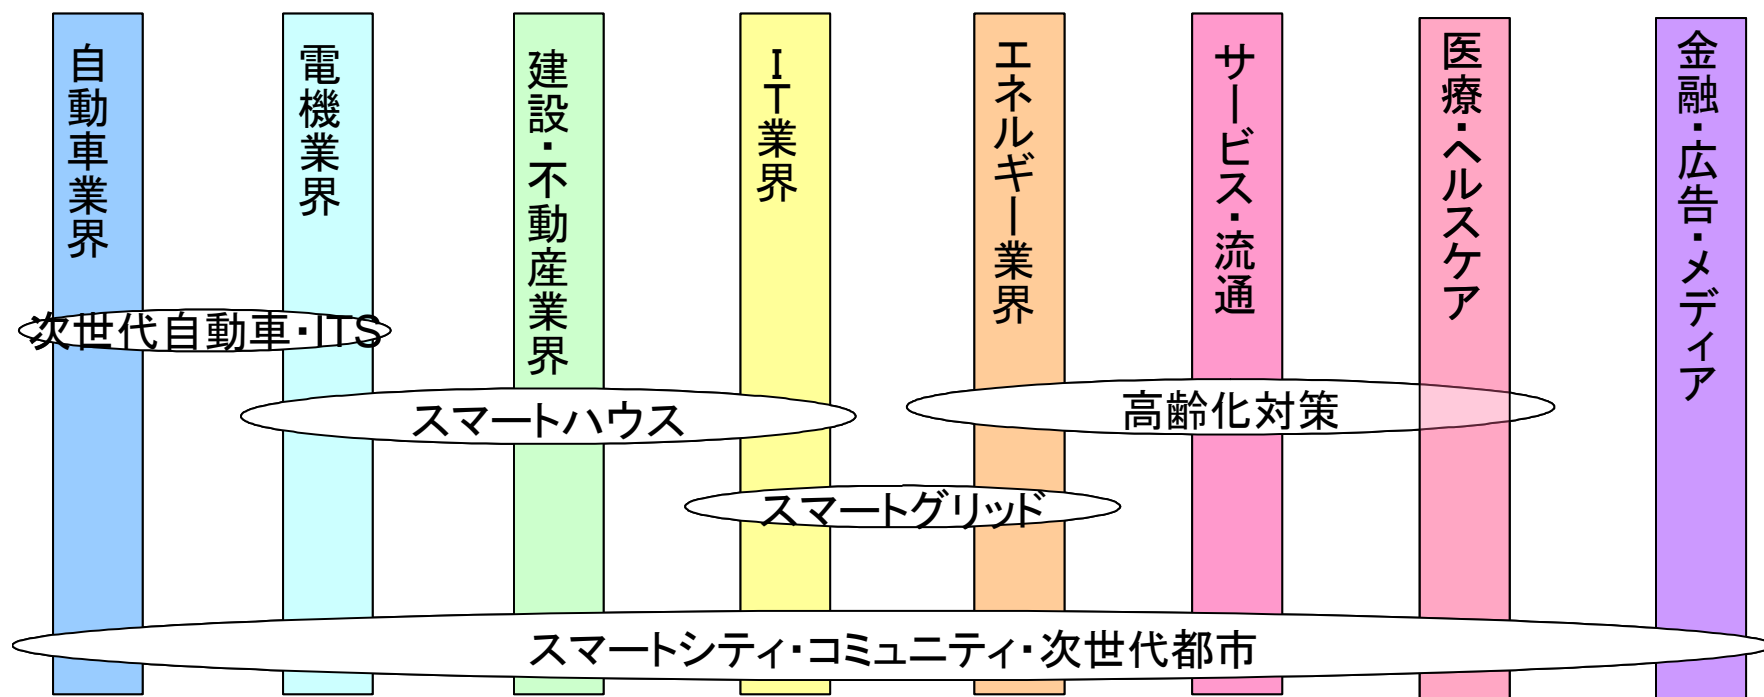 自動車業界
電機業界
建設・不動産業界
IT業界
エネルギー業界
サービス・流通
医療・ヘルスケア
金融・広告・メディア
次世代自動車・ITS
スマートハウス
高齢化対策
スマートグリッド
スマートシティ・コミュニティ・次世代都市